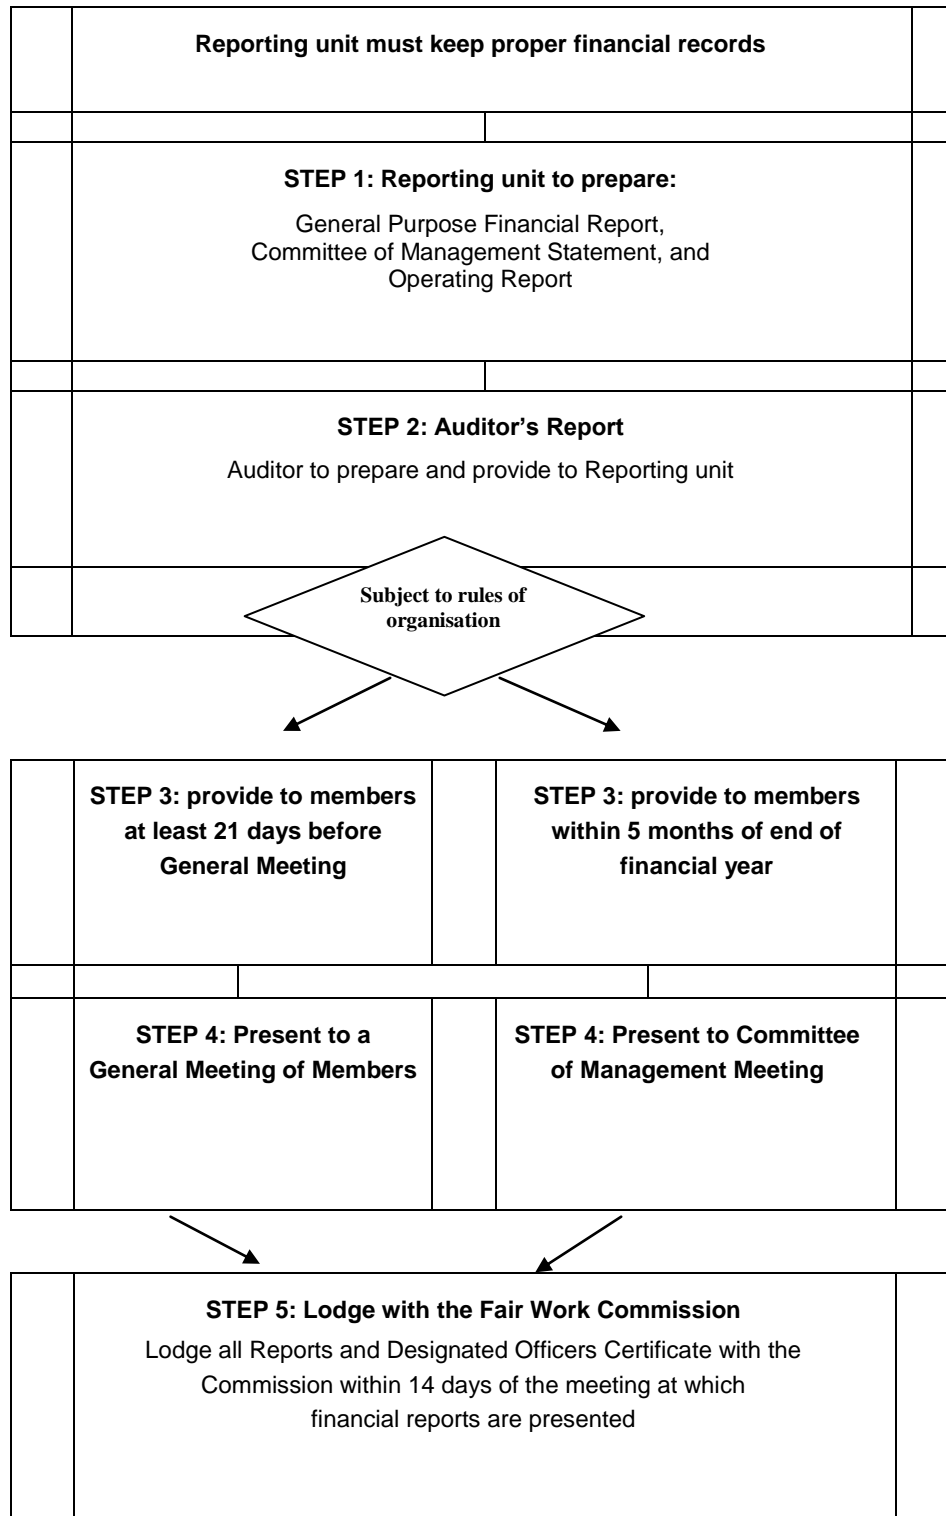 Reporting unit must keep proper financial records
STEP 1: Reporting unit to prepare:
General Purpose Financial Report,
Committee of Management Statement, and
Operating Report
STEP 2: Auditor’s Report
Auditor to prepare and provide to Reporting unit
Subject to rules of
organisation
STEP 3: provide to members
at least 21 days before
General Meeting
STEP 3: provide to members
within 5 months of end of
financial year
STEP 4: Present to a
General Meeting of Members
STEP 4: Present to Committee
of Management Meeting
STEP 5: Lodge with the Fair Work Commission
Lodge all Reports and Designated Officers Certificate with the
Commission within 14 days of the meeting at which
financial reports are presented